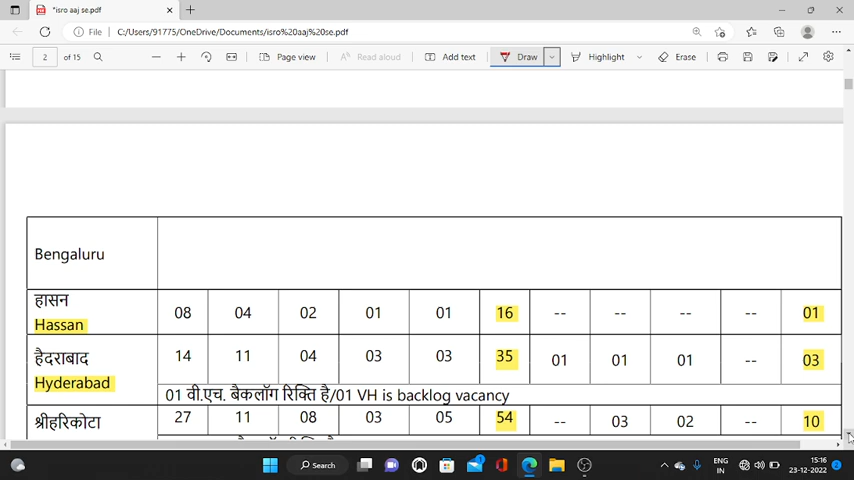 *isro aaj se.pdf
File C:/Users/91775/OneDrive/Documents/isro%20aaj%20se.pdf
2 of 15 Page view Read aloud Add text Draw Highlight Erase
Bengaluru
हासन
Hassan 08 04 02 01 01 16 -- -- -- -- 01
हैदराबाद
Hyderabad 14 11 04 03 03 35 01 01 01 -- 03
01 वी.एच. बैकलॉग रिक्ति है/01 VH is backlog vacancy
श्रीहरिकोटा 27 11 08 03 05 54 -- 03 02 -- 10
Search ENG IN 15:16 23-12-2022